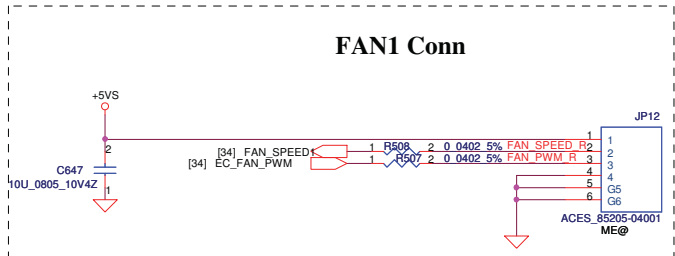 FAN1 Conn
+5VS
JP12
1
1
2
R508
1
2
0_0402_5%
FAN_SPEED_R
2
2
[34] FAN_SPEED1
R507
1
2
0_0402_5%
FAN_PWM_R
3
3
[34] EC_FAN_PWM
4
4
C647
5
G5
10U_0805_10V4Z
1
6
G6
ACES_85205-04001
ME@